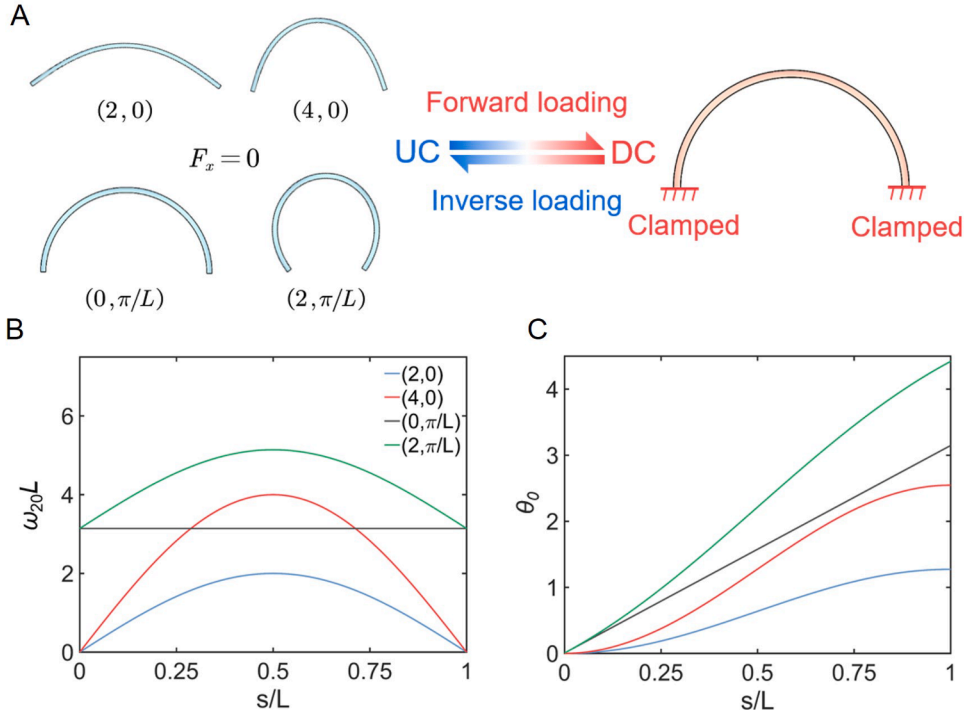 A
(2,0)
(4,0)
F_x=0
(0,π/L)
(2,π/L)
Forward loading
UC
DC
Inverse loading
Clamped
Clamped
B
ω₂₀L
6
4
2
0
0
0.25
0.5
0.75
1
s/L
(2,0)
(4,0)
(0,π/L)
(2,π/L)
C
θ₀
4
3
2
1
0
0
0.25
0.5
0.75
1
s/L